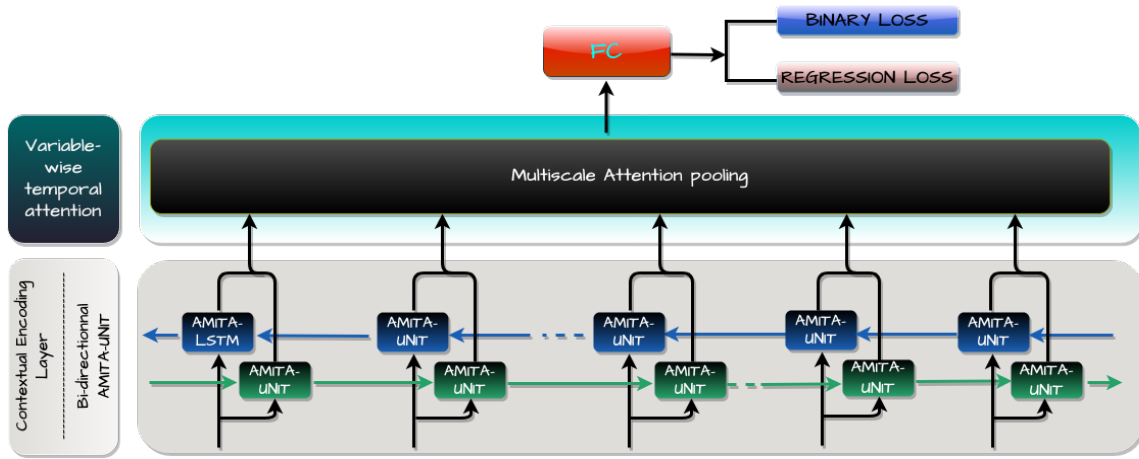 BINARY LOSS
FC
REGRESSION LOSS
Variable-
wise
temporal
attention
Multiscale Attention pooling
Contextual Encoding
Layer
Bi-directionnal
AMITA-UNIT
AMITA-
LSTM
AMITA-
UNIT
AMITA-
UNIT
AMITA-
UNIT
AMITA-
UNIT
AMITA-
UNIT
AMITA-
UNIT
AMITA-
UNIT
AMITA-
UNIT
AMITA-
UNIT